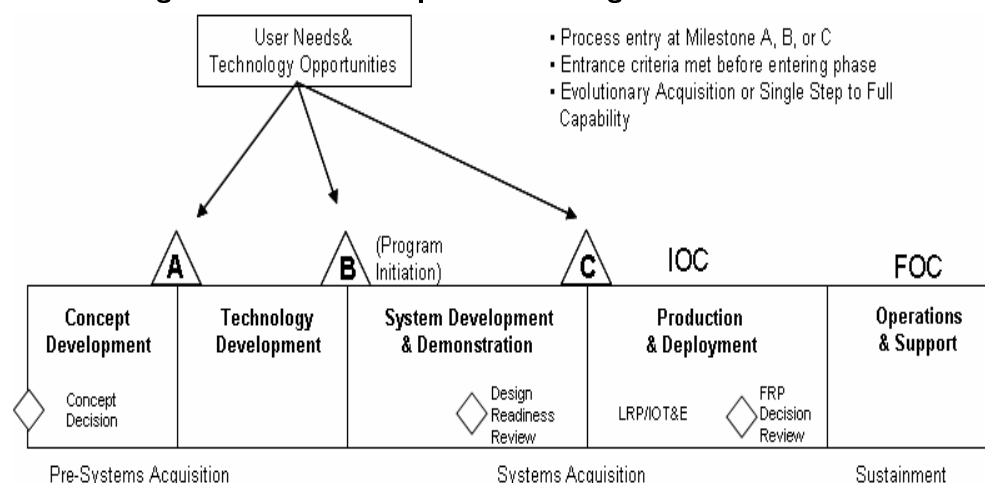 User Needs&
Technology Opportunities
▪ Process entry at Milestone A, B, or C
▪ Entrance criteria met before entering phase
▪ Evolutionary Acquisition or Single Step to Full
Capability
A
B
(Program
Initiation)
C
IOC
FOC
Concept
Development
Technology
Development
System Development
& Demonstration
Production
& Deployment
Operations
& Support
Concept
Decision
Design
Readiness
Review
LRP/IOT&E
FRP
Decision
Review
Pre-Systems Acquisition
Systems Acquisition
Sustainment